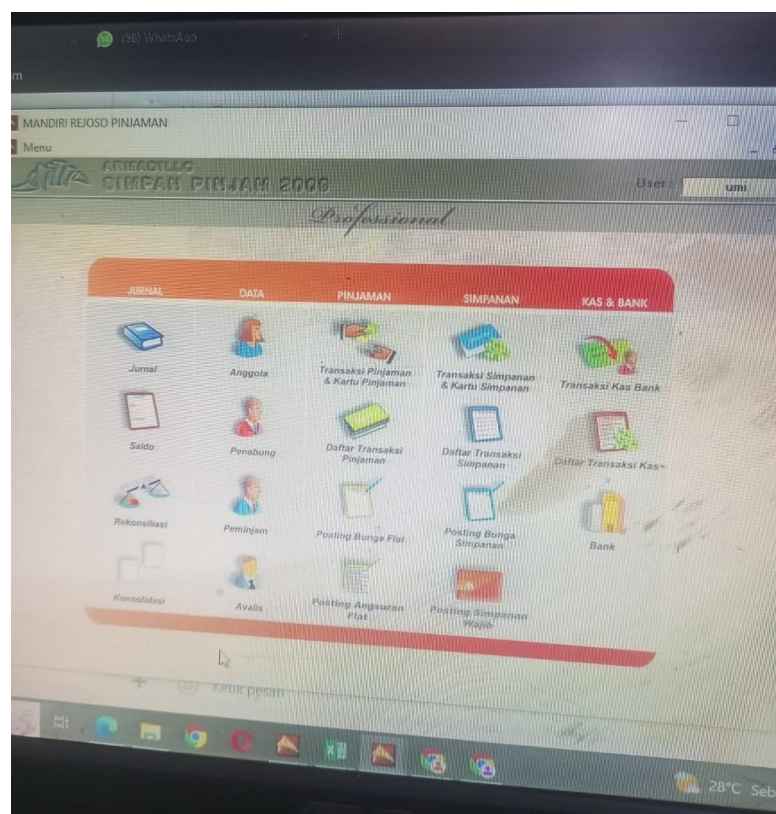 (58) WhatsApp
om
MANDIRI REJOSO PINJAMAN
Menu
ARMADILLO
SIMPAN PINJAM 2009
User :
umi
Professional
JURNAL
DATA
PINJAMAN
SIMPANAN
KAS & BANK
Jurnal
Anggota
Transaksi Pinjaman
& Kartu Pinjaman
Transaksi Simpanan
& Kartu Simpanan
Transaksi Kas Bank
Saldo
Penabung
Daftar Transaksi
Pinjaman
Daftar Transaksi
Simpanan
Daftar Transaksi Kas
Rekonsiliasi
Peminjam
Posting Bunga Flat
Posting Bunga
Simpanan
Bank
Konsolidasi
Avalis
Posting Angsuran
Flat
Posting Simpanan
Wajib
Ketik pesan
28°C Seb